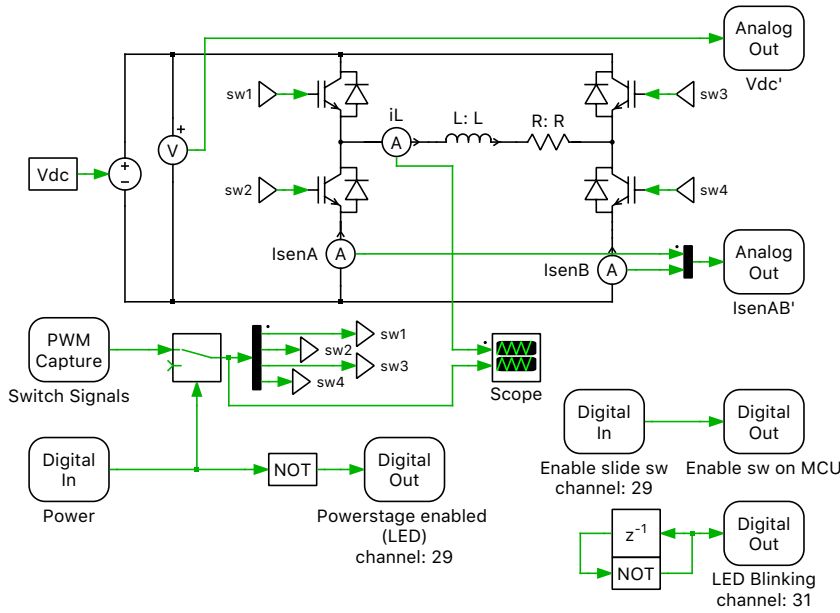 Analog
Out
Vdc'
sw1
sw3
iL
L: L
R: R
A
+
V
Vdc
+
−
sw2
sw4
IsenA
A
IsenB
A
Analog
Out
IsenAB'
PWM
Capture
Switch Signals
sw1
sw2
sw3
sw4
Scope
Digital
In
Power
NOT
Digital
Out
Powerstage enabled
(LED)
channel: 29
Digital
In
Enable slide sw
channel: 29
Digital
Out
Enable sw on MCU
z-1
NOT
Digital
Out
LED Blinking
channel: 31